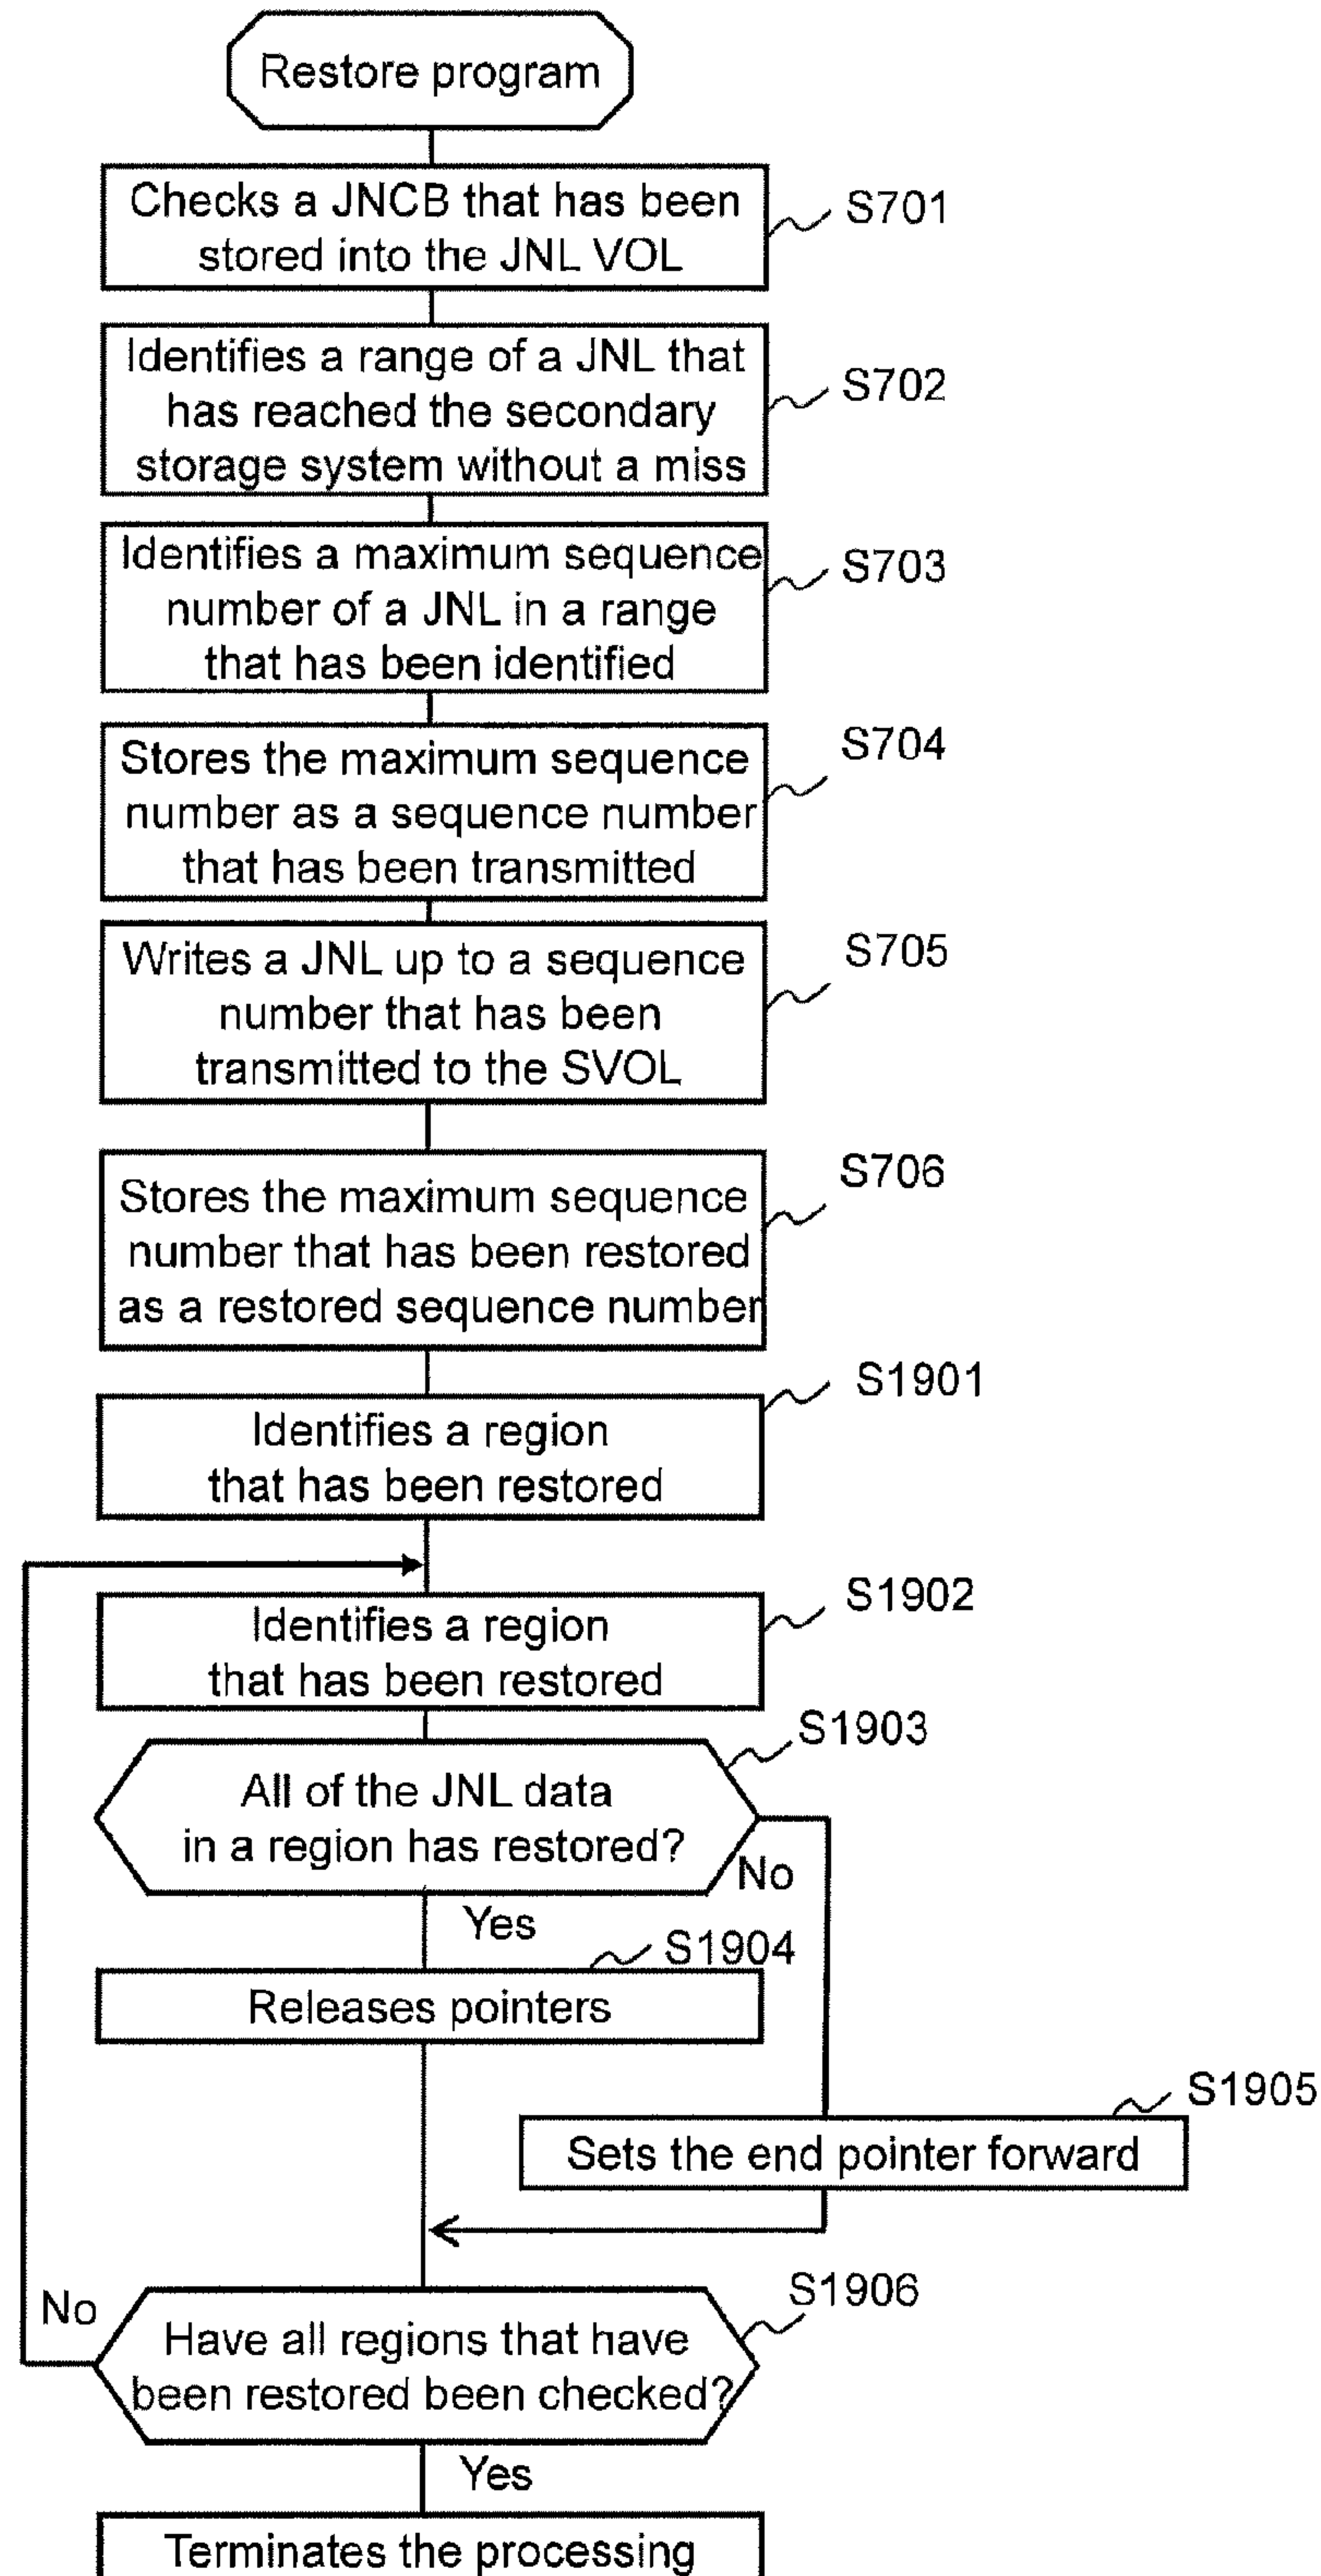 Restore program
Checks a JNCB that has been
stored into the JNL VOL
S701
Identifies a range of a JNL that
has reached the secondary
storage system without a miss
S702
Identifies a maximum sequence
number of a JNL in a range
that has been identified
S703
Stores the maximum sequence
number as a sequence number
that has been transmitted
S704
Writes a JNL up to a sequence
number that has been
transmitted to the SVOL
S705
Stores the maximum sequence
number that has been restored
as a restored sequence number
S706
Identifies a region
that has been restored
S1901
Identifies a region
that has been restored
S1902
All of the JNL data
in a region has restored?
S1903
No
Yes
Releases pointers
S1904
Sets the end pointer forward
S1905
Have all regions that have
been restored been checked?
S1906
No
Yes
Terminates the processing